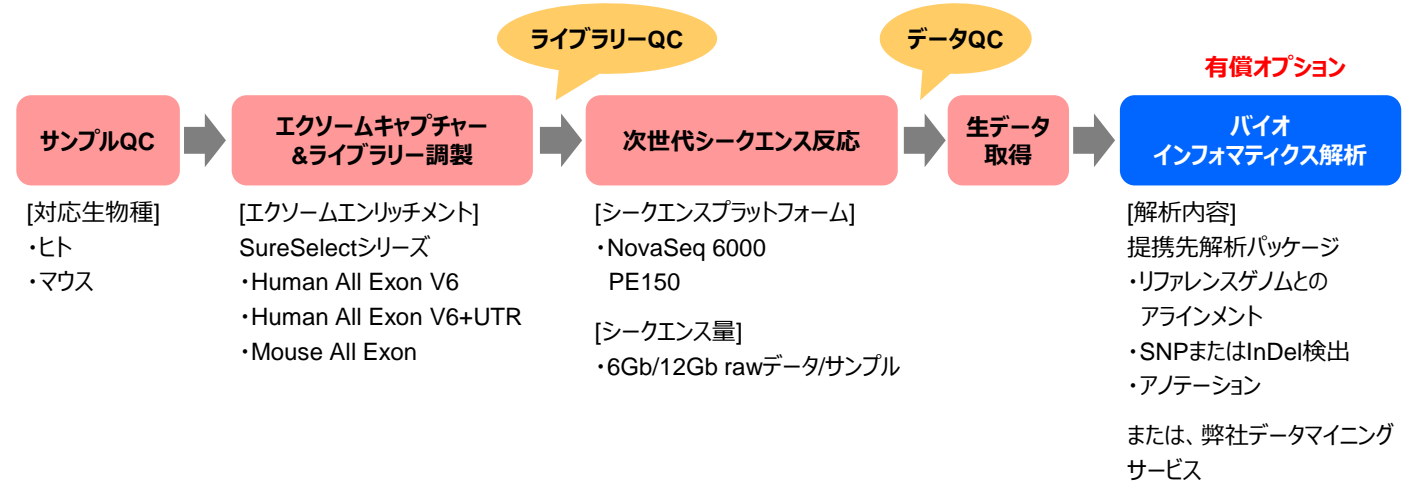 ライブラリーQC
データQC
有償オプション
サンプルQC
エクソームキャプチャー
&ライブラリー調製
次世代シークエンス反応
生データ
取得
バイオ
インフォマティクス解析
[対応生物種]
・ヒト
・マウス
[エクソームエンリッチメント]
SureSelectシリーズ
・Human All Exon V6
・Human All Exon V6+UTR
・Mouse All Exon
[シークエンスプラットフォーム]
・NovaSeq 6000
PE150
[シークエンス量]
・6Gb/12Gb rawデータ/サンプル
[解析内容]
提携先解析パッケージ
・リファレンスゲノムとの
アラインメント
・SNPまたはInDel検出
・アノテーション
または、弊社データマイニング
サービス